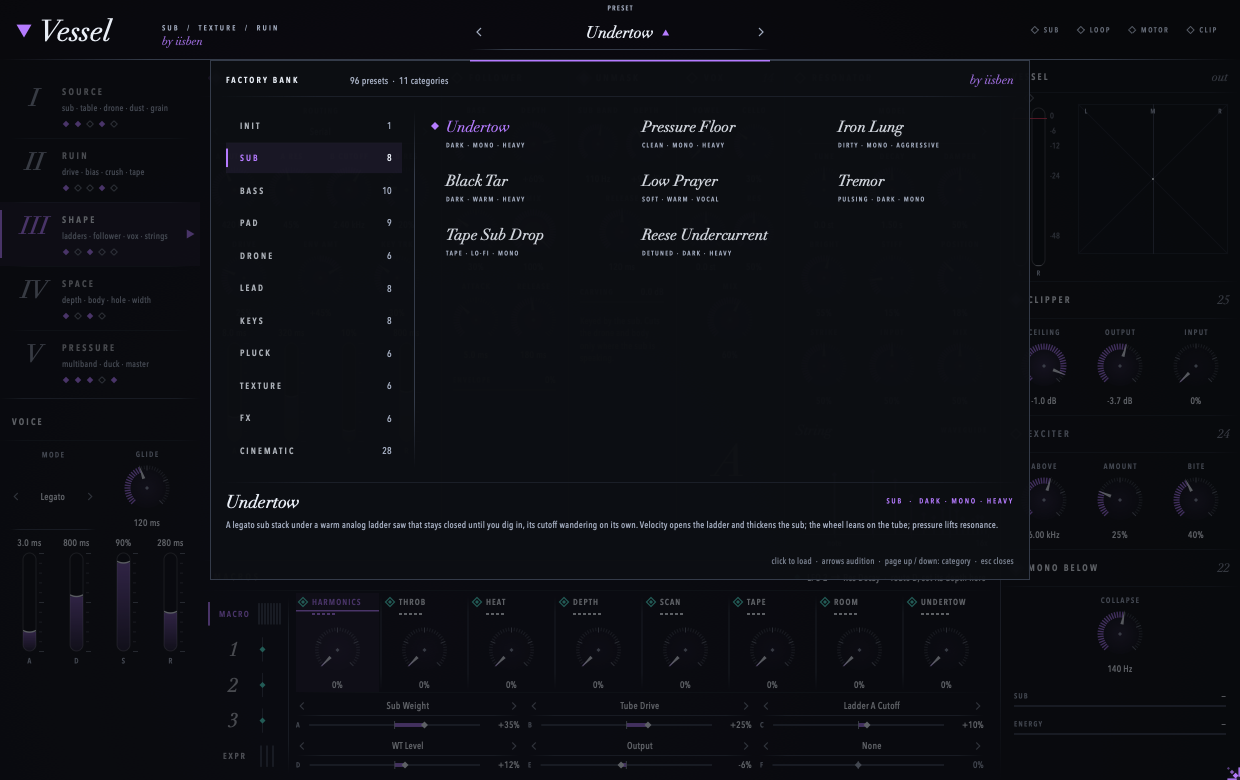 PRESET
Vessel
SUB / TEXTURE / RUIN
by iisben
Undertow
SUB
LOOP
MOTOR
CLIP
FACTORY BANK
96 presets · 11 categories
by iisben
SEL
out
I
SOURCE
sub · table · drone · dust · grain
II
RUIN
drive · bias · crush · tape
III
SHAPE
ladders · follower · vox · strings
IV
SPACE
depth · body · hole · width
V
PRESSURE
multiband · duck · master
INIT 1
SUB 8
BASS 10
PAD 9
DRONE 6
LEAD 8
KEYS 8
PLUCK 6
TEXTURE 6
FX 6
CINEMATIC 28
Undertow
DARK · MONO · HEAVY
Pressure Floor
CLEAN · MONO · HEAVY
Iron Lung
DIRTY · MONO · AGGRESSIVE
Black Tar
DARK · WARM · HEAVY
Low Prayer
SOFT · WARM · VOCAL
Tremor
PULSING · DARK · MONO
Tape Sub Drop
TAPE · LO-FI · MONO
Reese Undercurrent
DETUNED · DARK · HEAVY
L M R
0
-6
-12
-24
-48
R
VOICE
MODE
GLIDE
Legato
120 ms
3.0 ms 800 ms 90% 280 ms
A D S R
Undertow
SUB · DARK · MONO · HEAVY
A legato sub stack under a warm analog ladder saw that stays closed until you dig in, its cutoff wandering on its own. Velocity opens the ladder and thickens the sub; the wheel leans on the tube; pressure lifts resonance.
click to load · arrows audition · page up / down: category · esc closes
CLIPPER 25
CEILING OUTPUT INPUT
-1.0 dB -3.7 dB 0%
EXCITER 24
ABOVE AMOUNT BITE
6.00 kHz 25% 40%
MONO BELOW 22
COLLAPSE
140 Hz
SUB –
ENERGY –
MACRO
1
2
3
EXPR
HARMONICS THROB HEAT DEPTH SCAN TAPE ROOM UNDERTOW
0% 0% 0% 0% 0% 0% 0% 0%
Sub Weight Tube Drive Ladder A Cutoff
A +35% B +25% C +10%
WT Level Output None
D +12% E -6% F 0%